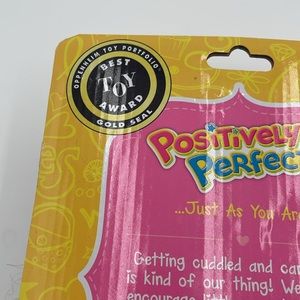 OPPENHEIM TOY PORTFOLIO
BEST
TOY
AWARD
GOLD SEAL
Positively
Perfec
...Just As You Ar
Getting cuddled and car
is kind of our thing! We
encourage